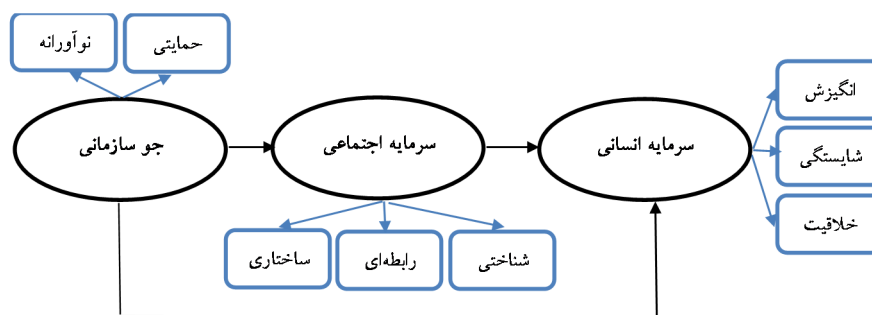 حمایتی
نوآورانه
جو سازمانی
سرمایه اجتماعی
سرمایه انسانی
انگیزش
شایستگی
خلاقیت
ساختاری
رابطه‌ای
شناختی